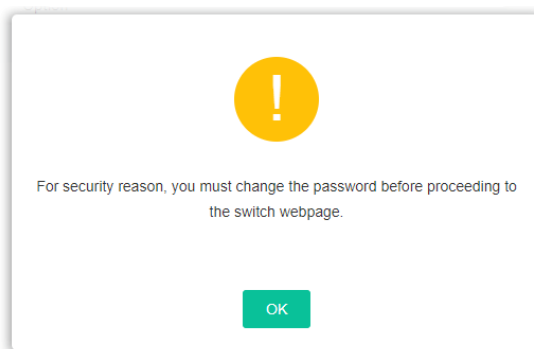 !
For security reason, you must change the password before proceeding to
the switch webpage.
OK